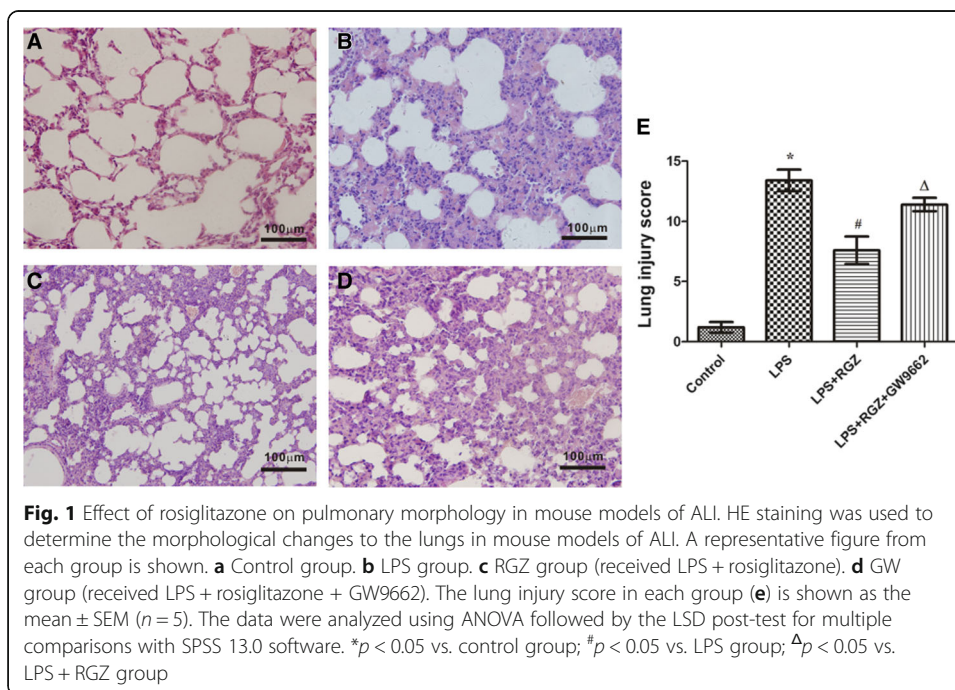 A
B
100μm
100μm
C
D
100μm
100μm
E
Lung injury score
15
10
5
0
*
#
Δ
Control
LPS
LPS+RGZ
LPS+RGZ+GW9662
Fig. 1 Effect of rosiglitazone on pulmonary morphology in mouse models of ALI. HE staining was used to
determine the morphological changes to the lungs in mouse models of ALI. A representative figure from
each group is shown. a Control group. b LPS group. c RGZ group (received LPS + rosiglitazone). d GW
group (received LPS + rosiglitazone + GW9662). The lung injury score in each group (e) is shown as the
mean ± SEM (n = 5). The data were analyzed using ANOVA followed by the LSD post-test for multiple
comparisons with SPSS 13.0 software. *p < 0.05 vs. control group; #p < 0.05 vs. LPS group; Δp < 0.05 vs.
LPS + RGZ group